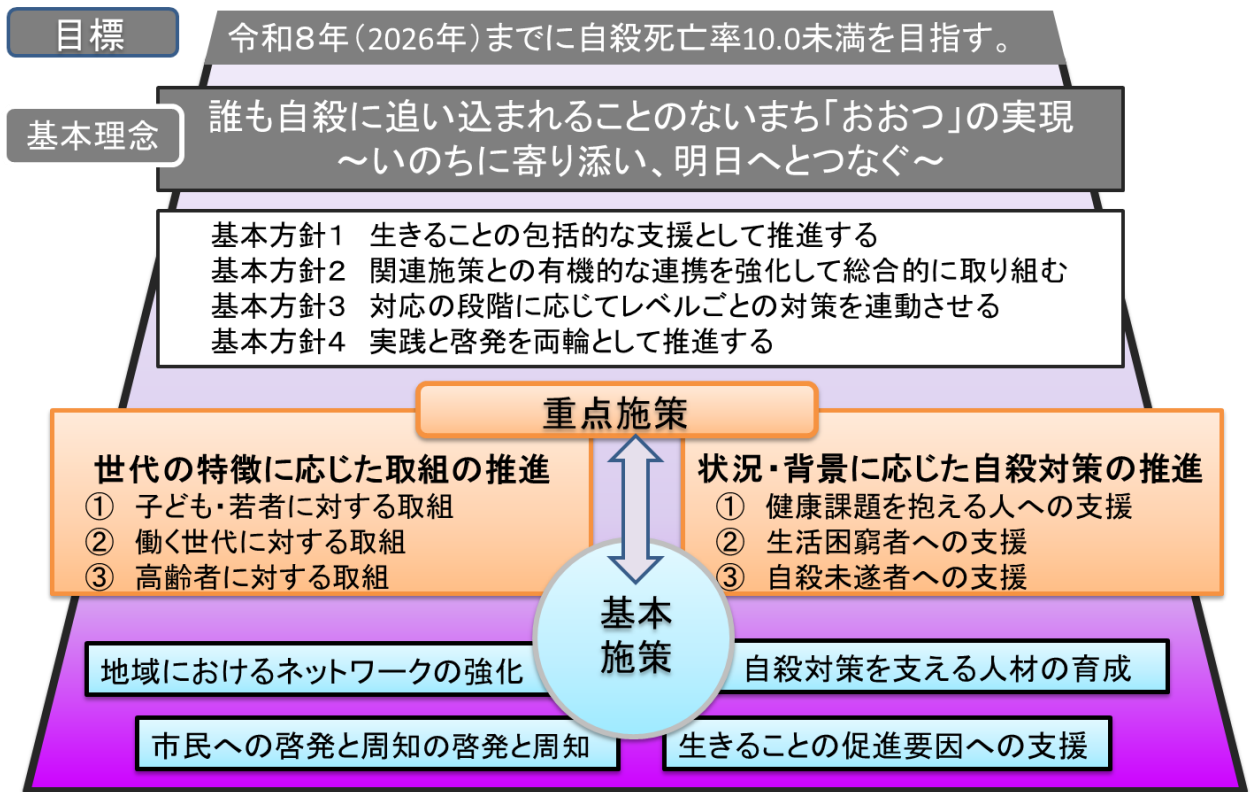 目標
令和８年（2026年）までに自殺死亡率10.0未満を目指す。
基本理念
誰も自殺に追い込まれることのないまち「おおつ」の実現
～いのちに寄り添い、明日へとつなぐ～
基本方針１　生きることの包括的な支援として推進する
基本方針２　関連施策との有機的な連携を強化して総合的に取り組む
基本方針３　対応の段階に応じてレベルごとの対策を連動させる
基本方針４　実践と啓発を両輪として推進する
重点施策
世代の特徴に応じた取組の推進
①　子ども・若者に対する取組
②　働く世代に対する取組
③　高齢者に対する取組
状況・背景に応じた自殺対策の推進
①　健康課題を抱える人への支援
②　生活困窮者への支援
③　自殺未遂者への支援
基本
施策
地域におけるネットワークの強化
自殺対策を支える人材の育成
市民への啓発と周知の啓発と周知
生きることの促進要因への支援